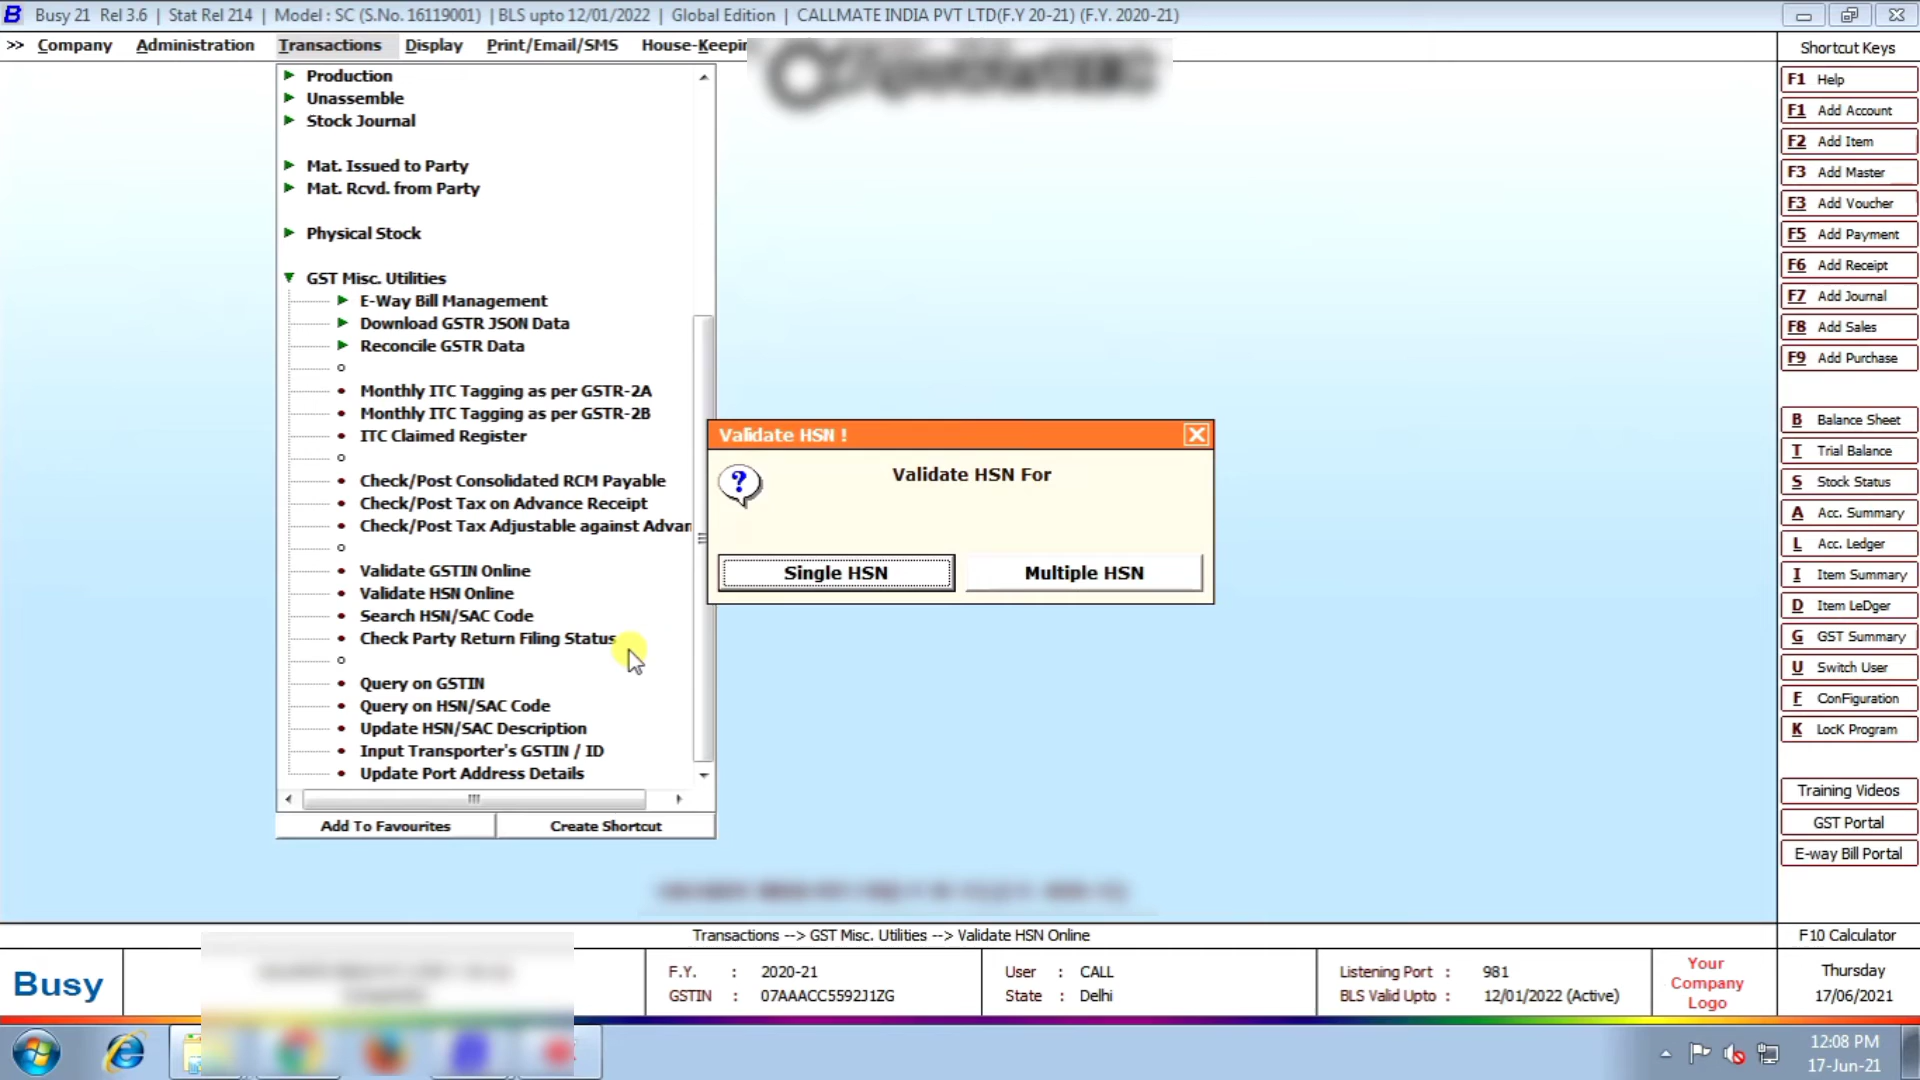 Busy 21 Rel 3.6 | Stat Rel 214 | Model : SC (S.No. 16119001) | BLS upto 12/01/2022 | Global Edition | CALLMATE INDIA PVT LTD(F.Y 20-21) (F.Y. 2020-21)
>> Company Administration Transactions Display Print/Email/SMS House-Keepin
Production
Unassemble
Stock Journal
Mat. Issued to Party
Mat. Rcvd. from Party
Physical Stock
GST Misc. Utilities
E-Way Bill Management
Download GSTR JSON Data
Reconcile GSTR Data
Monthly ITC Tagging as per GSTR-2A
Monthly ITC Tagging as per GSTR-2B
ITC Claimed Register
Check/Post Consolidated RCM Payable
Check/Post Tax on Advance Receipt
Check/Post Tax Adjustable against Advan
Validate GSTIN Online
Validate HSN Online
Search HSN/SAC Code
Check Party Return Filing Status
Query on GSTIN
Query on HSN/SAC Code
Update HSN/SAC Description
Input Transporter's GSTIN / ID
Update Port Address Details
Add To Favourites Create Shortcut
Validate HSN !
Validate HSN For
Single HSN Multiple HSN
Shortcut Keys
F1 Help
F1 Add Account
F2 Add Item
F3 Add Master
F3 Add Voucher
F5 Add Payment
F6 Add Receipt
F7 Add Journal
F8 Add Sales
F9 Add Purchase
B Balance Sheet
T Trial Balance
S Stock Status
A Acc. Summary
L Acc. Ledger
I Item Summary
D Item LeDger
G GST Summary
U Switch User
F ConFiguration
K LocK Program
Training Videos
GST Portal
E-way Bill Portal
Transactions --> GST Misc. Utilities --> Validate HSN Online
F10 Calculator
Busy
F.Y. : 2020-21
GSTIN : 07AAACC5592J1ZG
User : CALL
State : Delhi
Listening Port : 981
BLS Valid Upto : 12/01/2022 (Active)
Your
Company
Logo
Thursday
17/06/2021
12:08 PM
17-Jun-21